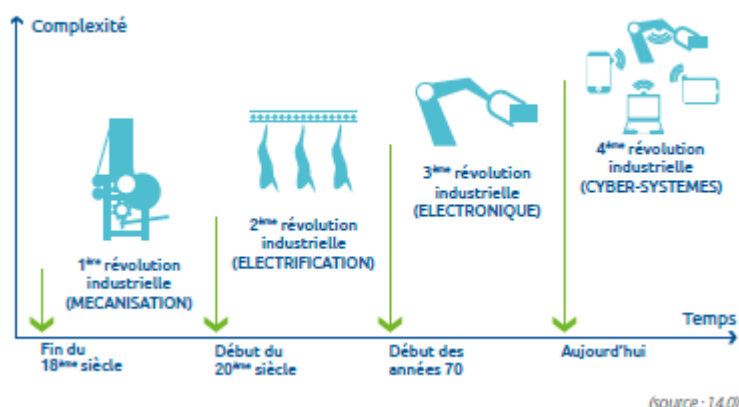 Complexité
1ère révolution
industrielle
(MECANISATION)
2ème révolution
industrielle
(ELECTRIFICATION)
3ème révolution
industrielle
(ELECTRONIQUE)
4ème révolution
industrielle
(CYBER-SYSTEMES)
Temps
Fin du
18ème siècle
Début du
20ème siècle
Début des
années 70
Aujourd'hui
(source : 14.0)